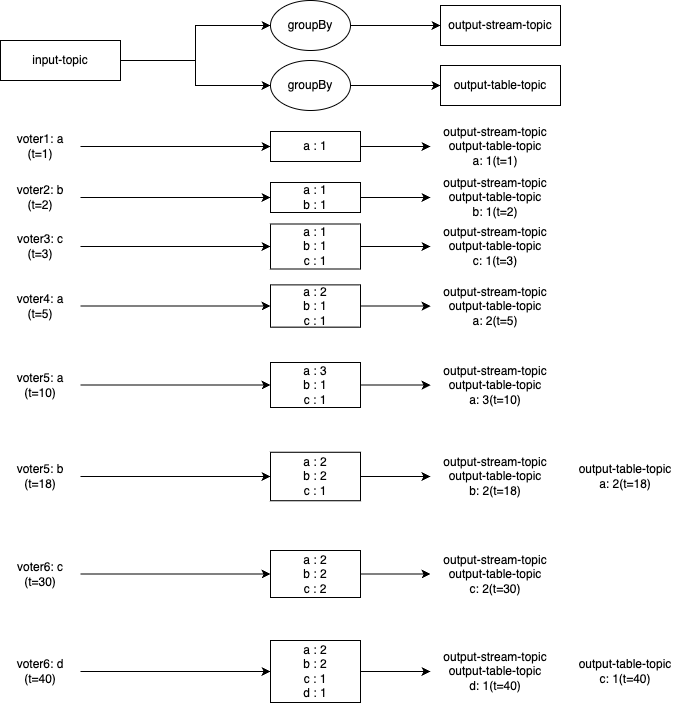 groupBy
output-stream-topic
input-topic
groupBy
output-table-topic
voter1: a
(t=1)
a : 1
output-stream-topic
output-table-topic
a: 1(t=1)
voter2: b
(t=2)
a : 1
b : 1
output-stream-topic
output-table-topic
b: 1(t=2)
voter3: c
(t=3)
a : 1
b : 1
c : 1
output-stream-topic
output-table-topic
c: 1(t=3)
voter4: a
(t=5)
a : 2
b : 1
c : 1
output-stream-topic
output-table-topic
a: 2(t=5)
voter5: a
(t=10)
a : 3
b : 1
c : 1
output-stream-topic
output-table-topic
a: 3(t=10)
voter5: b
(t=18)
a : 2
b : 2
c : 1
output-stream-topic
output-table-topic
b: 2(t=18)
output-table-topic
a: 2(t=18)
voter6: c
(t=30)
a : 2
b : 2
c : 2
output-stream-topic
output-table-topic
c: 2(t=30)
voter6: d
(t=40)
a : 2
b : 2
c : 1
d : 1
output-stream-topic
output-table-topic
d: 1(t=40)
output-table-topic
c: 1(t=40)